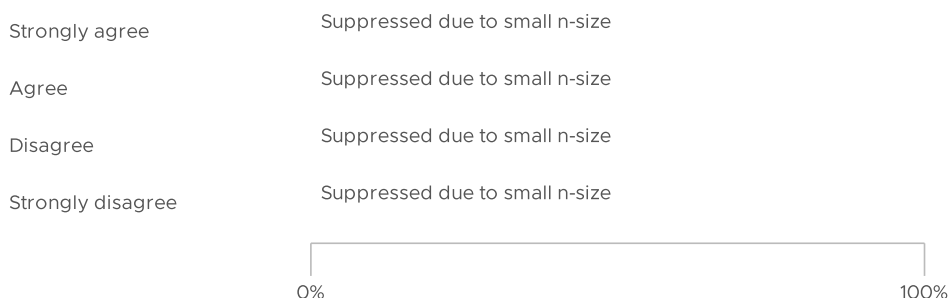 Strongly agree Suppressed due to small n-size
Agree Suppressed due to small n-size
Disagree Suppressed due to small n-size
Strongly disagree Suppressed due to small n-size
0% 100%